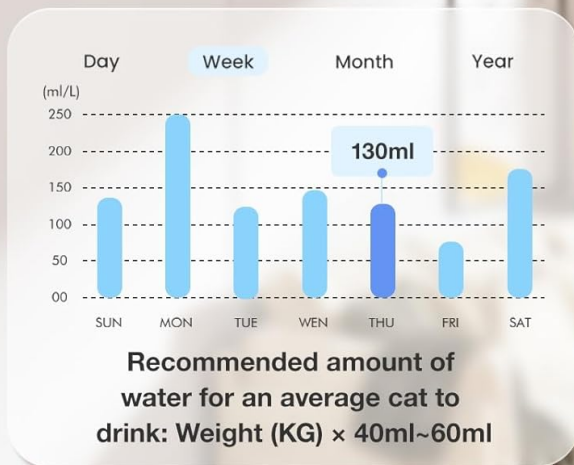 Day Week Month Year
(ml/L)
250
200
130ml
150
100
50
00
SUN MON TUE WEN THU FRI SAT
Recommended amount of
water for an average cat to
drink: Weight (KG) × 40ml~60ml